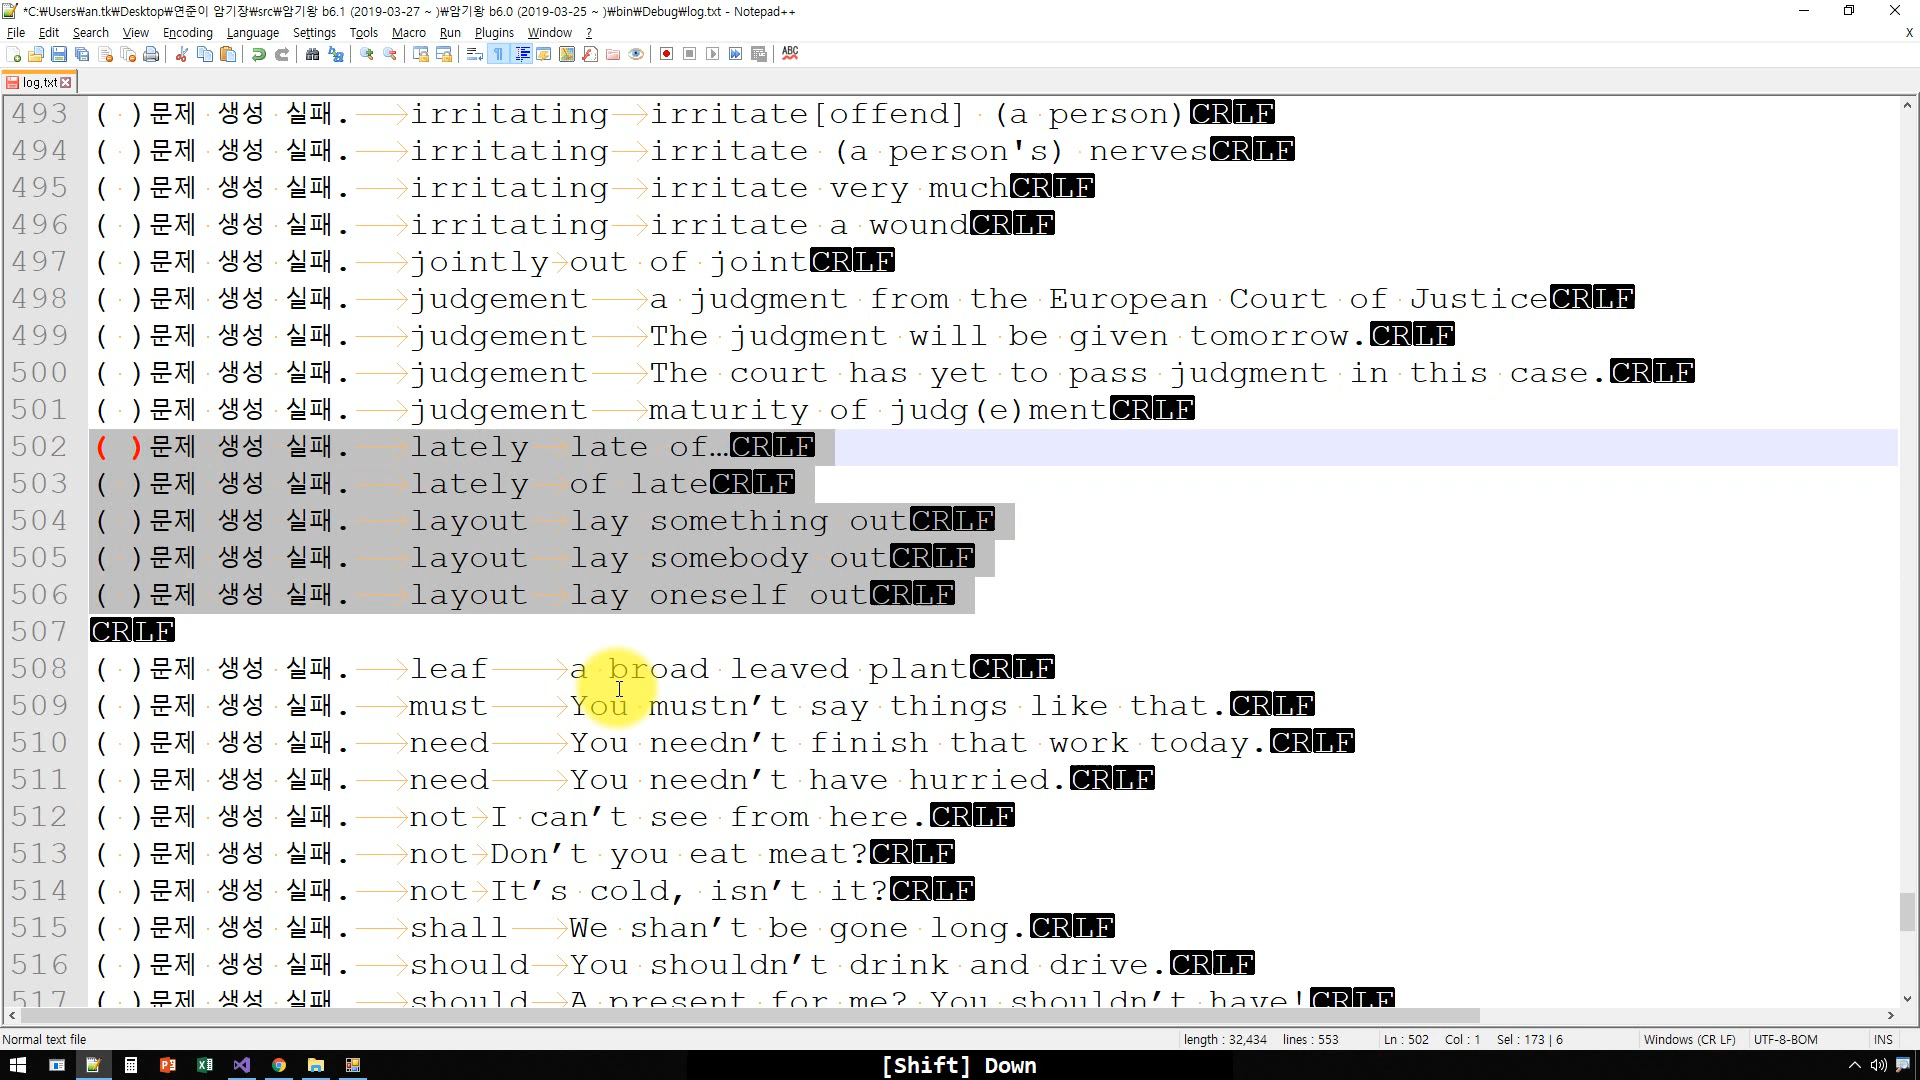 *C:\Users\an.tk\Desktop\연준이 암기장\src\암기왕 b6.1 (2019-03-27 ~ )\암기왕 b6.0 (2019-03-25 ~ )\bin\Debug\log.txt - Notepad++
File Edit Search View Encoding Language Settings Tools Macro Run Plugins Window ? X
log.txt
493 ( )문제 생성 실패. irritating irritate[offend] (a person)CRLF
494 ( )문제 생성 실패. irritating irritate (a person's) nervesCRLF
495 ( )문제 생성 실패. irritating irritate very muchCRLF
496 ( )문제 생성 실패. irritating irritate a woundCRLF
497 ( )문제 생성 실패. jointly out of jointCRLF
498 ( )문제 생성 실패. judgement a judgment from the European Court of JusticeCRLF
499 ( )문제 생성 실패. judgement The judgment will be given tomorrow.CRLF
500 ( )문제 생성 실패. judgement The court has yet to pass judgment in this case.CRLF
501 ( )문제 생성 실패. judgement maturity of judg(e)mentCRLF
502 ( )문제 생성 실패. lately late of…CRLF
503 ( )문제 생성 실패. lately of lateCRLF
504 ( )문제 생성 실패. layout lay something outCRLF
505 ( )문제 생성 실패. layout lay somebody outCRLF
506 ( )문제 생성 실패. layout lay oneself outCRLF
507 CRLF
508 ( )문제 생성 실패. leaf a broad leaved plantCRLF
509 ( )문제 생성 실패. must You mustn’t say things like that.CRLF
510 ( )문제 생성 실패. need You needn’t finish that work today.CRLF
511 ( )문제 생성 실패. need You needn’t have hurried.CRLF
512 ( )문제 생성 실패. not I can’t see from here.CRLF
513 ( )문제 생성 실패. not Don’t you eat meat?CRLF
514 ( )문제 생성 실패. not It’s cold, isn’t it?CRLF
515 ( )문제 생성 실패. shall We shan’t be gone long.CRLF
516 ( )문제 생성 실패. should You shouldn’t drink and drive.CRLF
517 ( )문제 생성 실패. should A present for me? You shouldn’t have!CRLF
Normal text file length : 32,434 lines : 553 Ln : 502 Col : 1 Sel : 173 | 6 Windows (CR LF) UTF-8-BOM INS
[Shift] Down